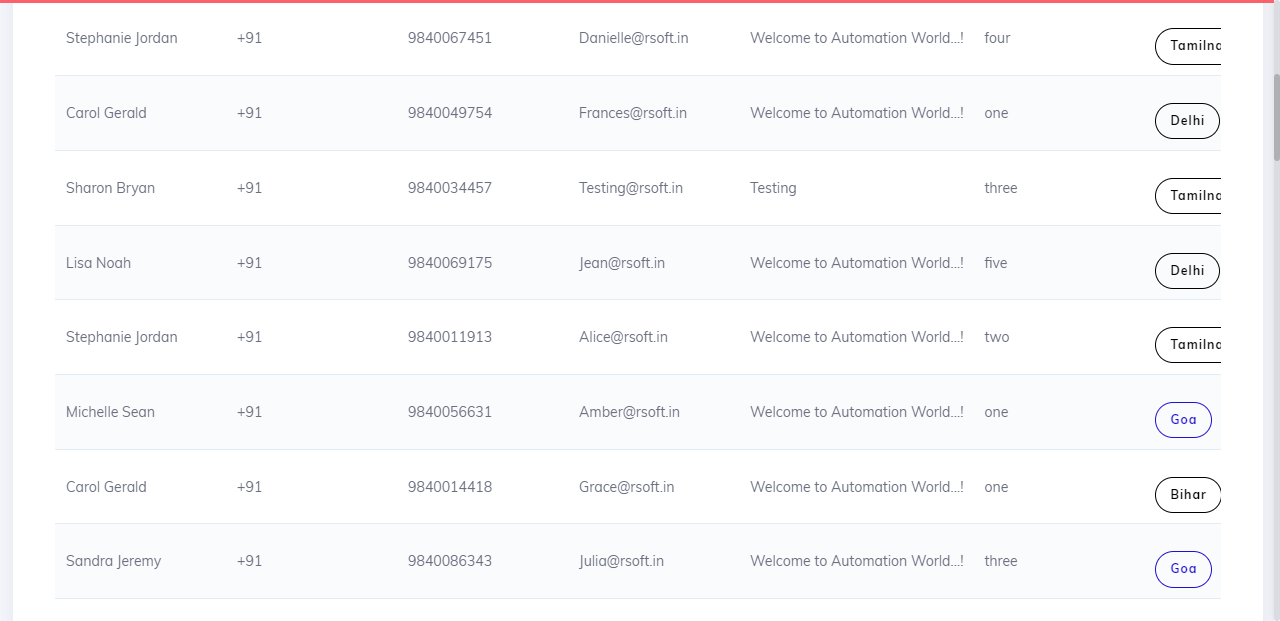 Stephanie Jordan +91 9840067451 Danielle@rsoft.in Welcome to Automation World...! four Tamilna
Carol Gerald +91 9840049754 Frances@rsoft.in Welcome to Automation World...! one Delhi
Sharon Bryan +91 9840034457 Testing@rsoft.in Testing three Tamilna
Lisa Noah +91 9840069175 Jean@rsoft.in Welcome to Automation World...! five Delhi
Stephanie Jordan +91 9840011913 Alice@rsoft.in Welcome to Automation World...! two Tamilna
Michelle Sean +91 9840056631 Amber@rsoft.in Welcome to Automation World...! one Goa
Carol Gerald +91 9840014418 Grace@rsoft.in Welcome to Automation World...! one Bihar
Sandra Jeremy +91 9840086343 Julia@rsoft.in Welcome to Automation World...! three Goa